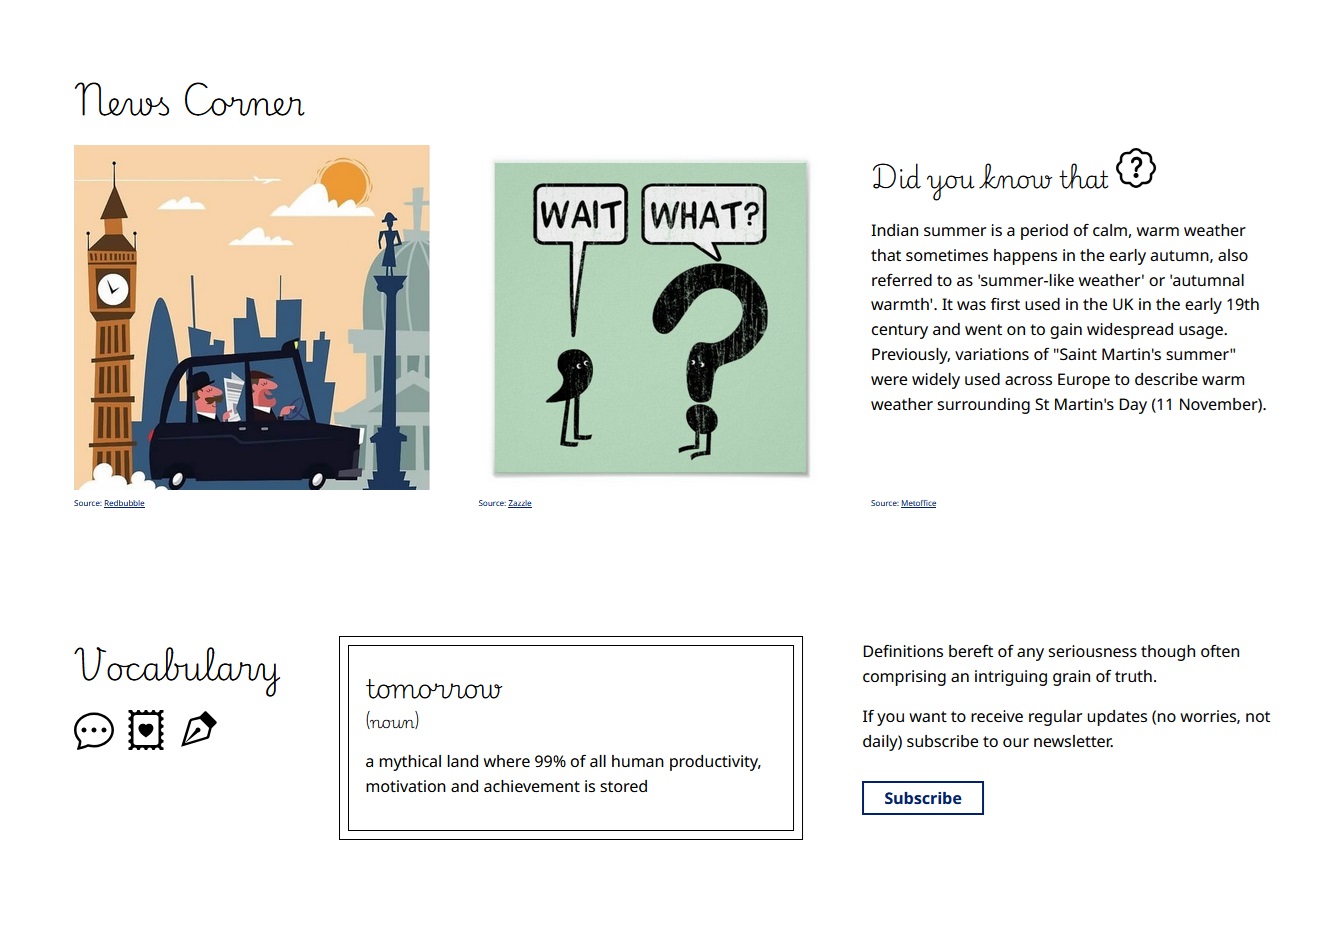 News Corner
WAIT
WHAT?
Did you know that
?
Indian summer is a period of calm, warm weather
that sometimes happens in the early autumn, also
referred to as 'summer-like weather' or 'autumnal
warmth'. It was first used in the UK in the early 19th
century and went on to gain widespread usage.
Previously, variations of "Saint Martin's summer"
were widely used across Europe to describe warm
weather surrounding St Martin's Day (11 November).
Source: Redbubble
Source: Zazzle
Source: Metoffice
Vocabulary
tomorrow
(noun)
a mythical land where 99% of all human productivity,
motivation and achievement is stored
Definitions bereft of any seriousness though often
comprising an intriguing grain of truth.
If you want to receive regular updates (no worries, not
daily) subscribe to our newsletter.
Subscribe